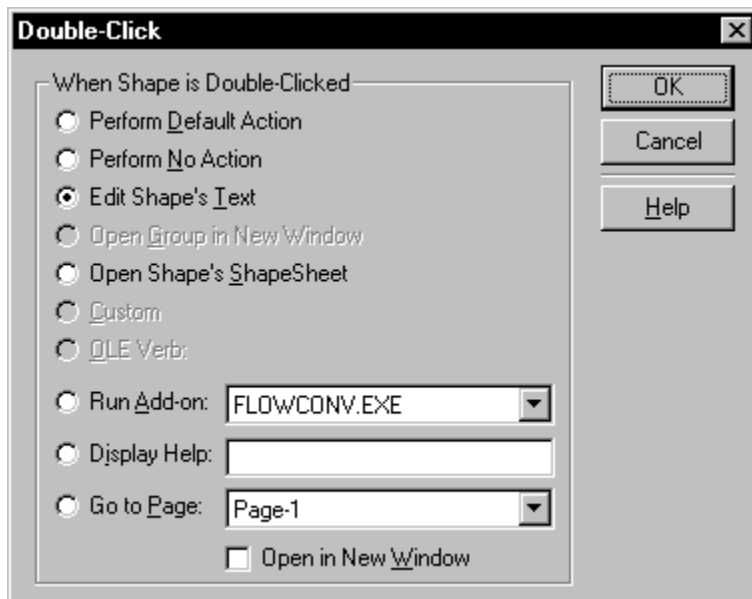 Double-Click
When Shape is Double-Clicked
Perform Default Action
Perform No Action
Edit Shape's Text
Open Group in New Window
Open Shape's ShapeSheet
Custom
OLE Verb:
Run Add-on: FLOWCONV.EXE
Display Help:
Go to Page: Page-1
Open in New Window
OK
Cancel
Help